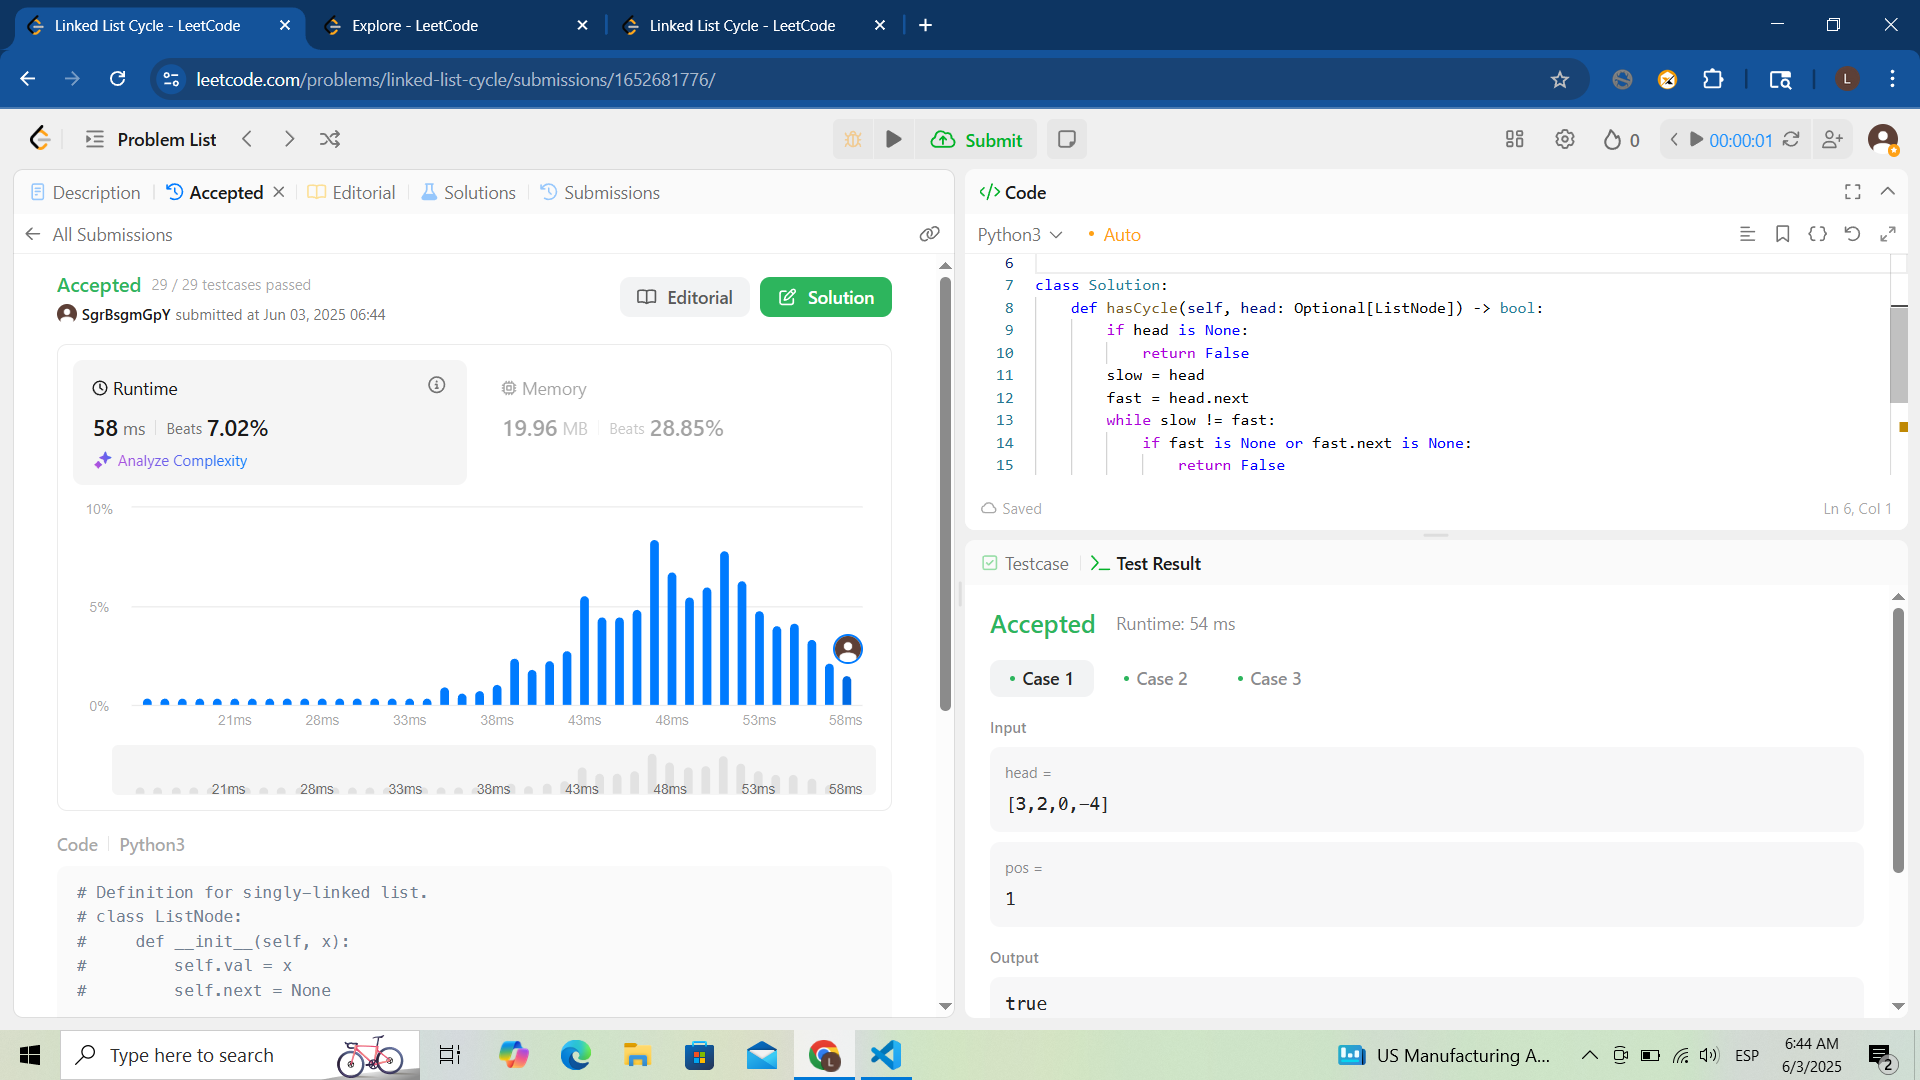 Linked List Cycle - LeetCode
Explore - LeetCode
Linked List Cycle - LeetCode
leetcode.com/problems/linked-list-cycle/submissions/1652681776/
L
Problem List
Submit
0
00:00:01
Description
Accepted
Editorial
Solutions
Submissions
All Submissions
Accepted 29 / 29 testcases passed
SgrBsgmGpY submitted at Jun 03, 2025 06:44
Editorial
Solution
Runtime
58 ms Beats 7.02%
Analyze Complexity
Memory
19.96 MB Beats 28.85%
10%
5%
0%
21ms 28ms 33ms 38ms 43ms 48ms 53ms 58ms
21ms 28ms 33ms 38ms 43ms 48ms 53ms 58ms
Code Python3
# Definition for singly-linked list.
# class ListNode:
#     def __init__(self, x):
#         self.val = x
#         self.next = None
</> Code
Python3 • Auto
6
7 class Solution:
8     def hasCycle(self, head: Optional[ListNode]) -> bool:
9         if head is None:
10             return False
11         slow = head
12         fast = head.next
13         while slow != fast:
14             if fast is None or fast.next is None:
15                 return False
Saved
Ln 6, Col 1
Testcase
Test Result
Accepted Runtime: 54 ms
• Case 1 • Case 2 • Case 3
Input
head =
[3,2,0,-4]
pos =
1
Output
true
Type here to search
L
US Manufacturing A...
ESP
6:44 AM
6/3/2025
2